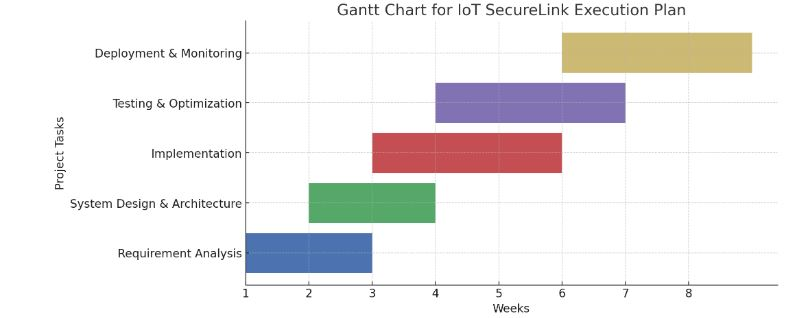 Gantt Chart for IoT SecureLink Execution Plan
Project Tasks
Deployment & Monitoring
Testing & Optimization
Implementation
System Design & Architecture
Requirement Analysis
1 2 3 4 5 6 7 8
Weeks